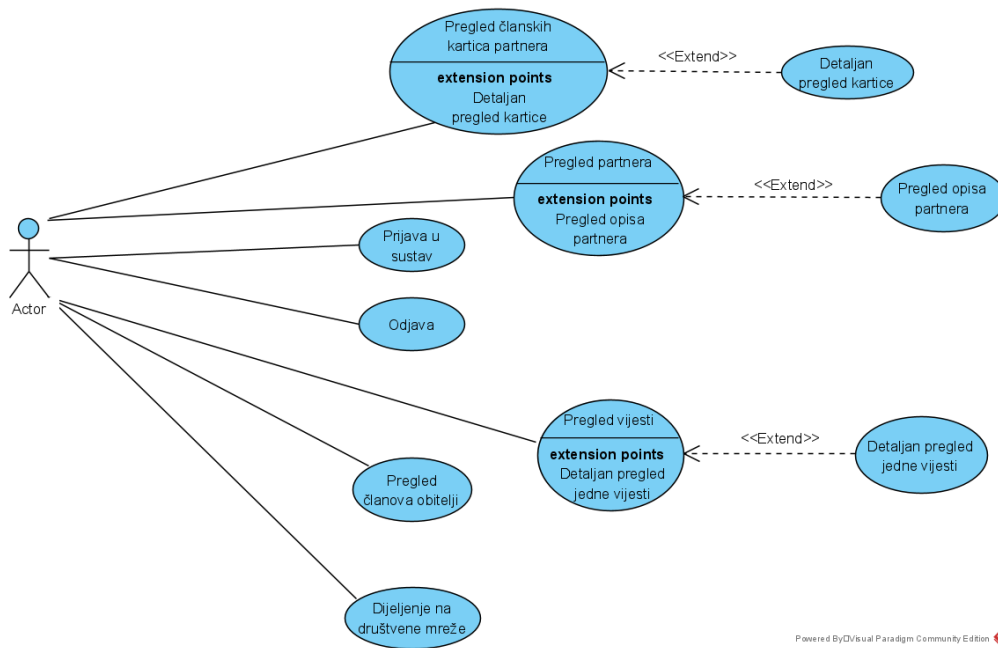 Pregled članskih
kartica partnera
extension points
Detaljan
pregled kartice
<<Extend>>
Detaljan
pregled kartice
Pregled partnera
extension points
Pregled opisa
partnera
<<Extend>>
Pregled opisa
partnera
Actor
Prijava u
sustav
Odjava
Pregled vijesti
extension points
Detaljan pregled
jedne vijesti
<<Extend>>
Detaljan pregled
jedne vijesti
Pregled
članova obitelji
Dijeljenje na
društvene mreže
Powered By Visual Paradigm Community Edition